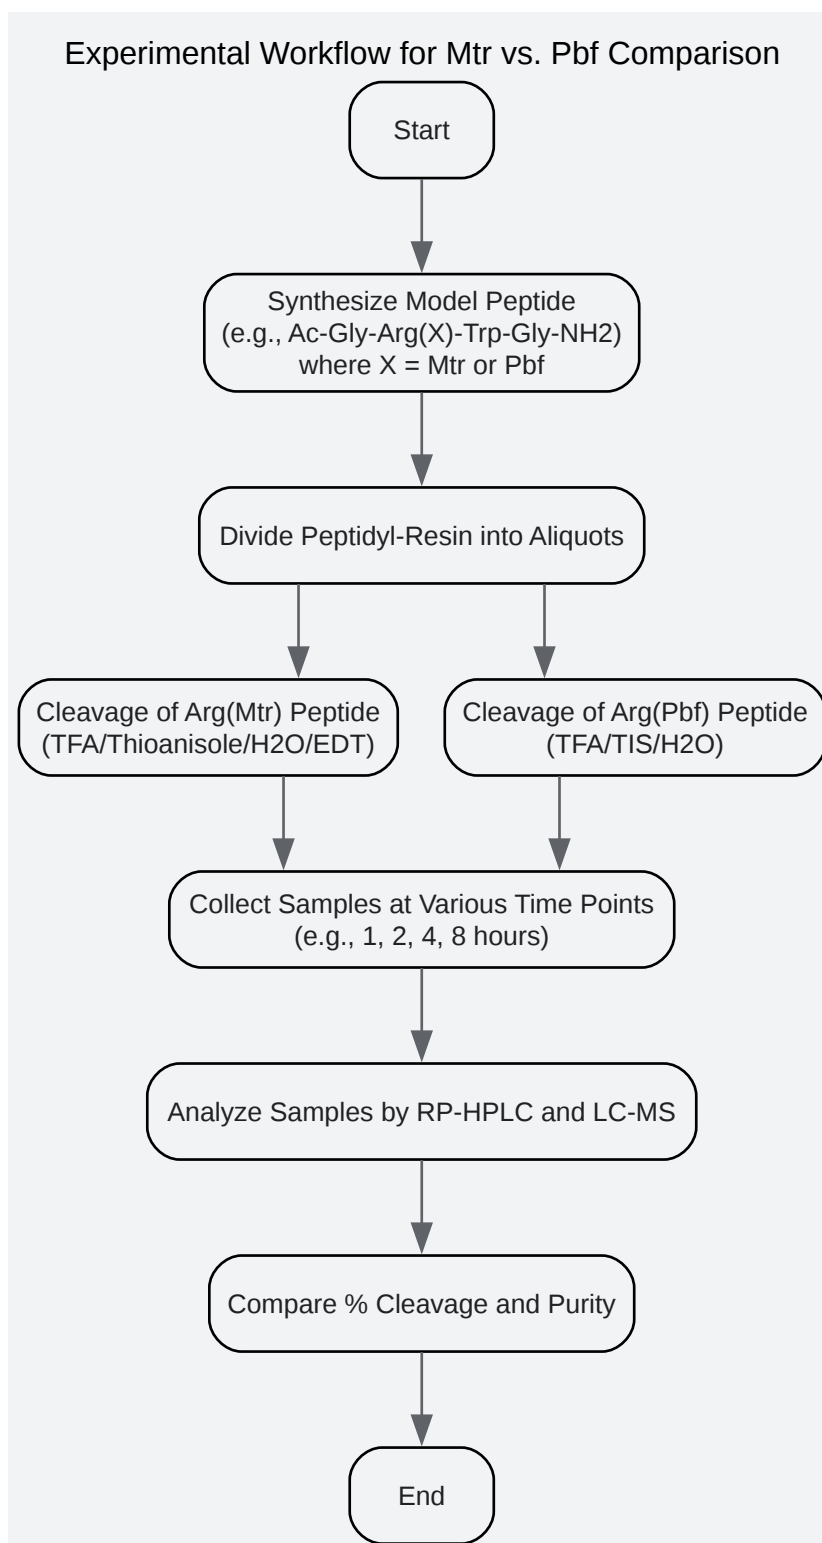 Experimental Workflow for Mtr vs. Pbf Comparison
Start
Synthesize Model Peptide
(e.g., Ac-Gly-Arg(X)-Trp-Gly-NH2)
where X = Mtr or Pbf
Divide Peptidyl-Resin into Aliquots
Cleavage of Arg(Mtr) Peptide
(TFA/Thioanisole/H2O/EDT)
Cleavage of Arg(Pbf) Peptide
(TFA/TIS/H2O)
Collect Samples at Various Time Points
(e.g., 1, 2, 4, 8 hours)
Analyze Samples by RP-HPLC and LC-MS
Compare % Cleavage and Purity
End